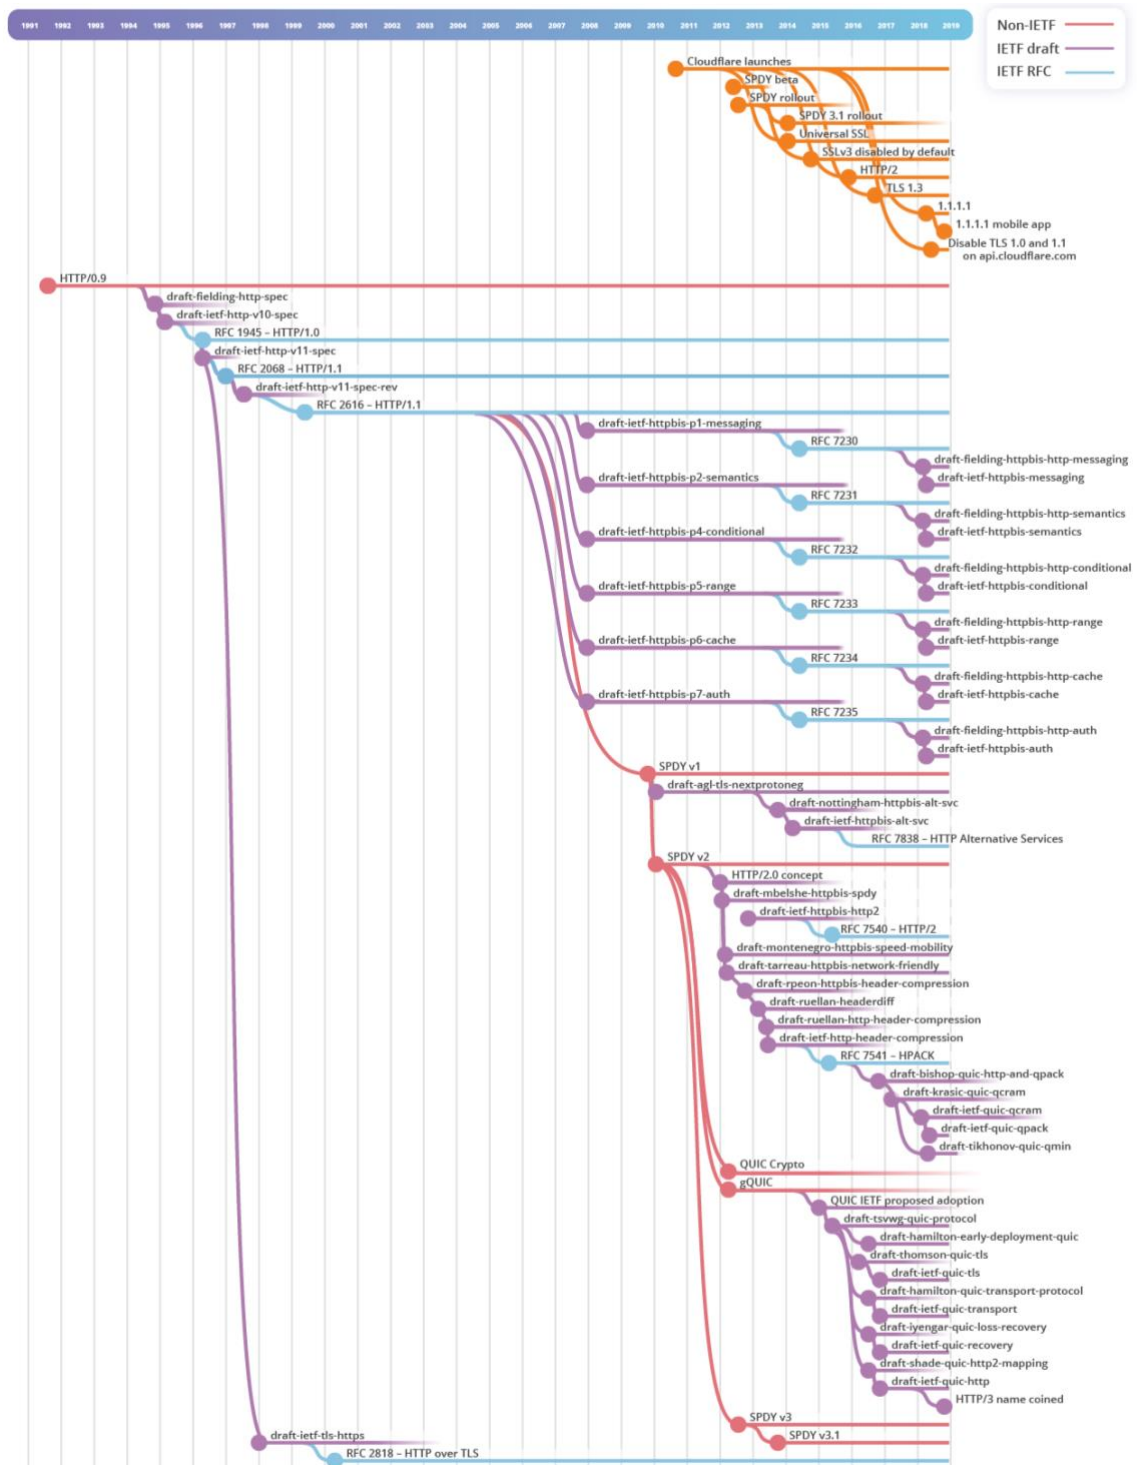 1991 1992 1993 1994 1995 1996 1997 1998 1999 2000 2001 2002 2003 2004 2005 2006 2007 2008 2009 2010 2011 2012 2013 2014 2015 2016 2017 2018 2019
Non-IETF
IETF draft
IETF RFC
Cloudflare launches
SPDY beta
SPDY rollout
SPDY 3.1 rollout
Universal SSL
SSLv3 disabled by default
HTTP/2
TLS 1.3
1.1.1.1
1.1.1.1 mobile app
Disable TLS 1.0 and 1.1
on api.cloudflare.com
HTTP/0.9
draft-fielding-http-spec
draft-ietf-http-v10-spec
RFC 1945 – HTTP/1.0
draft-ietf-http-v11-spec
RFC 2068 – HTTP/1.1
draft-ietf-http-v11-spec-rev
RFC 2616 – HTTP/1.1
draft-ietf-httpbis-p1-messaging
RFC 7230
draft-fielding-httpbis-http-messaging
draft-ietf-httpbis-messaging
draft-ietf-httpbis-p2-semantics
RFC 7231
draft-fielding-httpbis-http-semantics
draft-ietf-httpbis-semantics
draft-ietf-httpbis-p4-conditional
RFC 7232
draft-fielding-httpbis-http-conditional
draft-ietf-httpbis-conditional
draft-ietf-httpbis-p5-range
RFC 7233
draft-fielding-httpbis-http-range
draft-ietf-httpbis-range
draft-ietf-httpbis-p6-cache
RFC 7234
draft-fielding-httpbis-http-cache
draft-ietf-httpbis-cache
draft-ietf-httpbis-p7-auth
RFC 7235
draft-fielding-httpbis-http-auth
draft-ietf-httpbis-auth
SPDY v1
draft-agl-tls-nextprotoneg
draft-nottingham-httpbis-alt-svc
draft-ietf-httpbis-alt-svc
RFC 7838 – HTTP Alternative Services
SPDY v2
HTTP/2.0 concept
draft-mbelshe-httpbis-spdy
draft-ietf-httpbis-http2
RFC 7540 – HTTP/2
draft-montenegro-httpbis-speed-mobility
draft-tarreau-httpbis-network-friendly
draft-rpeon-httpbis-header-compression
draft-ruellan-headerdiff
draft-ruellan-http-header-compression
draft-ietf-http-header-compression
RFC 7541 – HPACK
draft-bishop-quic-http-and-qpack
draft-krasic-quic-qcram
draft-ietf-quic-qcram
draft-ietf-quic-qpack
draft-tikhonov-quic-qmin
QUIC Crypto
gQUIC
QUIC IETF proposed adoption
draft-tsvwg-quic-protocol
draft-hamilton-early-deployment-quic
draft-thomson-quic-tls
draft-ietf-quic-tls
draft-hamilton-quic-transport-protocol
draft-ietf-quic-transport
draft-iyengar-quic-loss-recovery
draft-ietf-quic-recovery
draft-shade-quic-http2-mapping
draft-ietf-quic-http
HTTP/3 name coined
SPDY v3
SPDY v3.1
draft-ietf-tls-https
RFC 2818 – HTTP over TLS